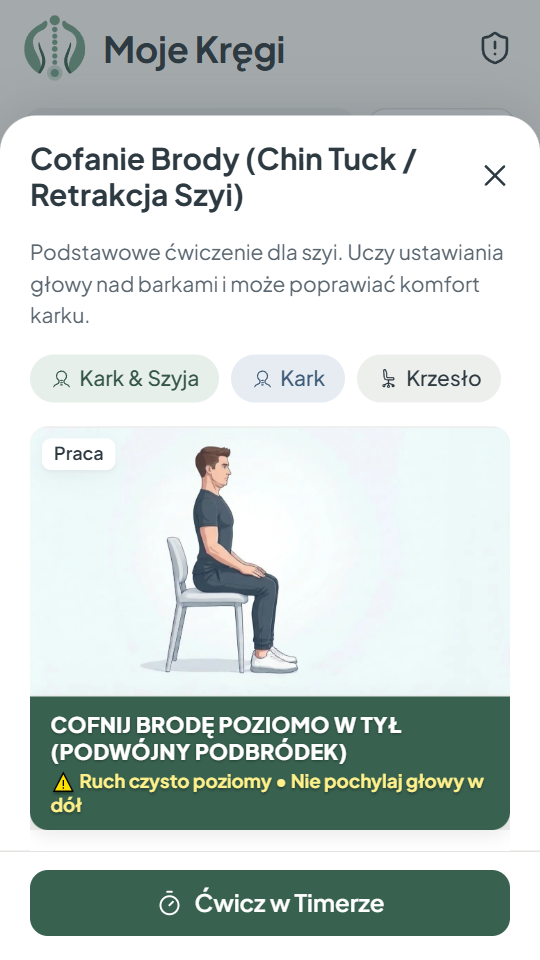 Moje Kręgi
Cofanie Brody (Chin Tuck /
Retrakcja Szyi)
Podstawowe ćwiczenie dla szyi. Uczy ustawiania
głowy nad barkami i może poprawiać komfort
karku.
Kark & Szyja
Kark
Krzesło
Praca
COFNIJ BRODĘ POZIOMO W TYŁ
(PODWÓJNY PODBRÓDEK)
⚠️ Ruch czysto poziomy • Nie pochylaj głowy w
dół
Ćwicz w Timerze